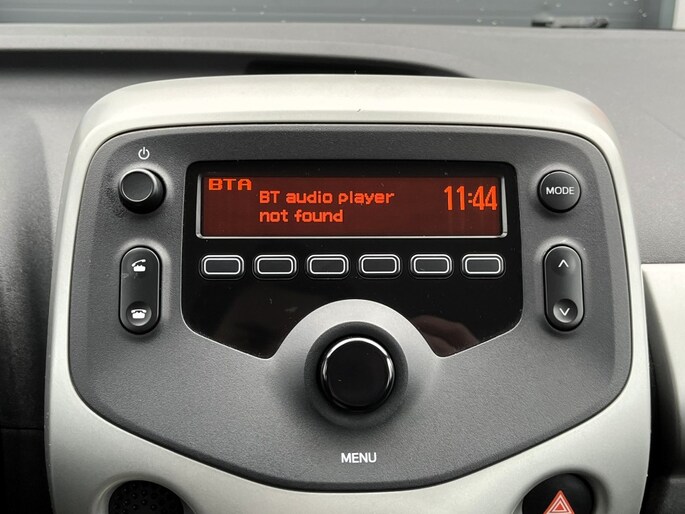 BTA
BT audio player
not found
11:44
MODE
MENU